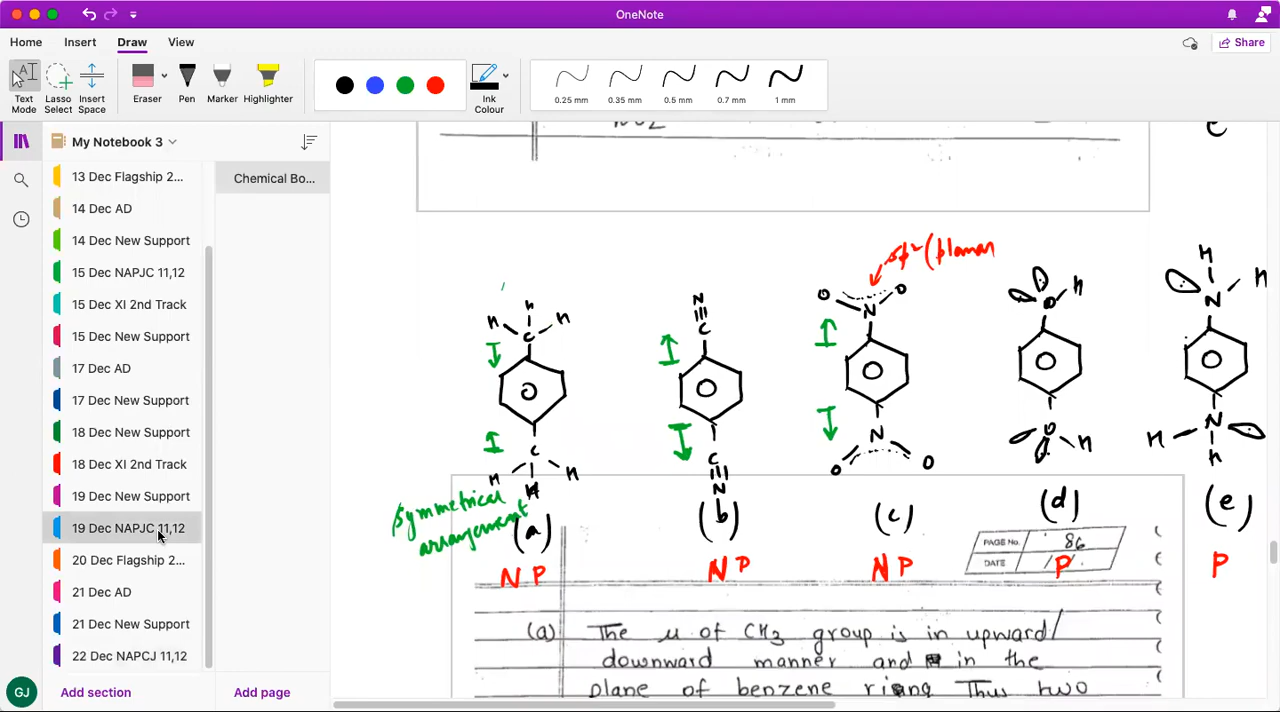 OneNote
Home Insert Draw View
Share
Text Mode
Lasso Select
Insert Space
Eraser
Pen
Marker
Highlighter
Ink Colour
0.25 mm
0.35 mm
0.5 mm
0.7 mm
1 mm
My Notebook 3
13 Dec Flagship 2...
14 Dec AD
14 Dec New Support
15 Dec NAPJC 11,12
15 Dec XI 2nd Track
15 Dec New Support
17 Dec AD
17 Dec New Support
18 Dec New Support
18 Dec XI 2nd Track
19 Dec New Support
19 Dec NAPJC 11,12
20 Dec Flagship 2...
21 Dec AD
21 Dec New Support
22 Dec NAPCJ 11,12
GJ
Add section
Chemical Bo...
Add page
sp² (planar
H
H H
C
C
H H
H
N
C
C
N
O O
N
N
O O
O H
O H
H
N H
H N
H
symmetrical
arrangement
(a) (b) (c) (d) (e)
PAGE No. 86
DATE / /
NP NP NP P P
(a) The μ of CH3 group is in upward/
downward manner and in the
plane of benzene ring Thus two